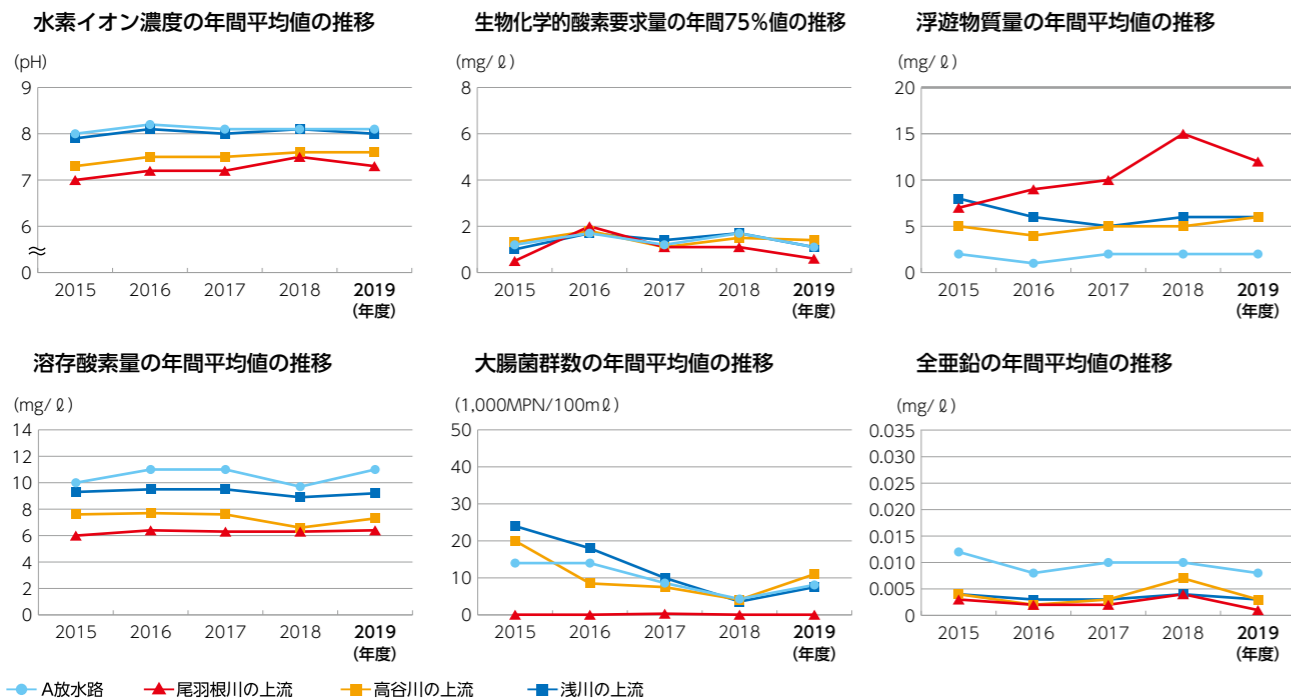 水素イオン濃度の年間平均値の推移
(pH)
9
8
7
6
0
2015 2016 2017 2018 2019
(年度)
生物化学的酸素要求量の年間75%値の推移
(mg/ℓ)
8
6
4
2
0
2015 2016 2017 2018 2019
(年度)
浮遊物質量の年間平均値の推移
(mg/ℓ)
20
15
10
5
0
2015 2016 2017 2018 2019
(年度)
溶存酸素量の年間平均値の推移
(mg/ℓ)
14
12
10
8
6
4
2
0
2015 2016 2017 2018 2019
(年度)
大腸菌群数の年間平均値の推移
(1,000MPN/100mℓ)
50
40
30
20
10
0
2015 2016 2017 2018 2019
(年度)
全亜鉛の年間平均値の推移
(mg/ℓ)
0.035
0.030
0.025
0.020
0.015
0.010
0.005
0
2015 2016 2017 2018 2019
(年度)
A放水路 尾羽根川の上流 高谷川の上流 浅川の上流